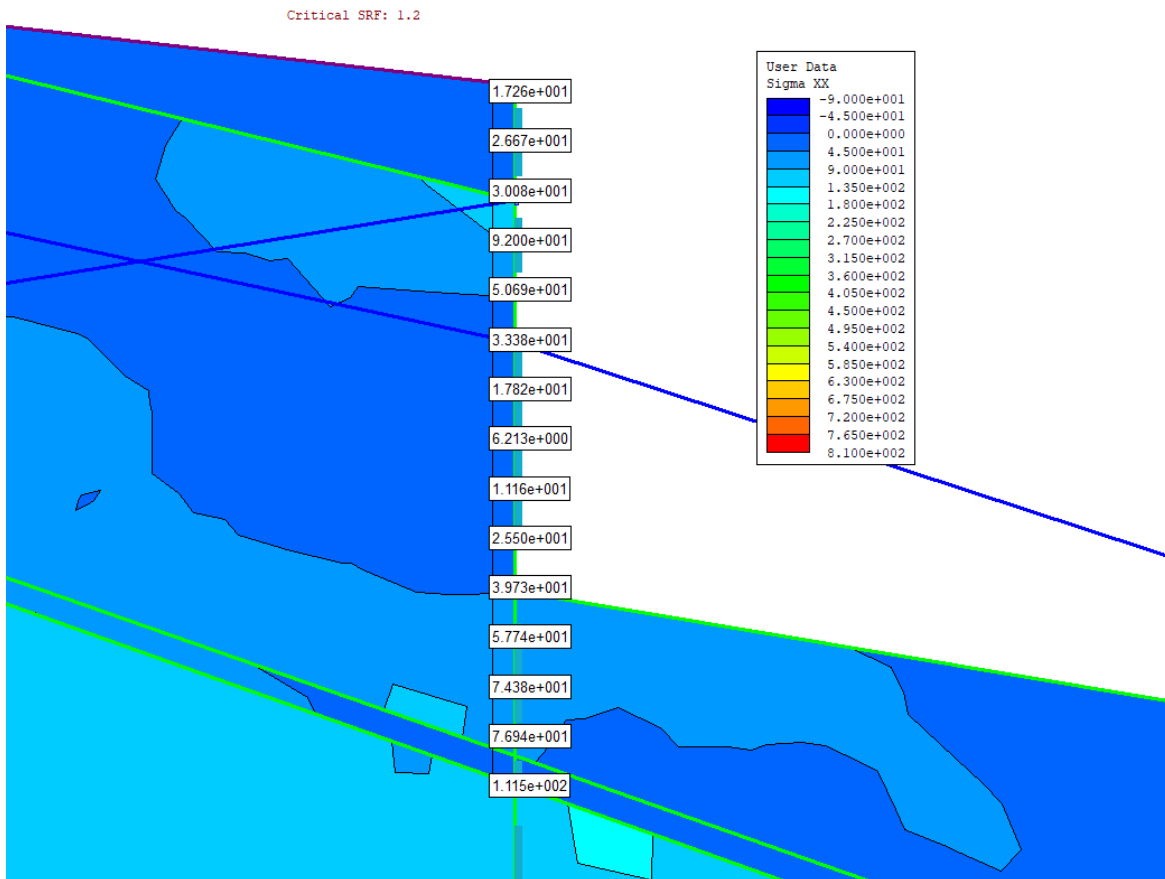 Critical SRF: 1.2
User Data
Sigma XX
-9.000e+001
-4.500e+001
0.000e+000
4.500e+001
9.000e+001
1.350e+002
1.800e+002
2.250e+002
2.700e+002
3.150e+002
3.600e+002
4.050e+002
4.500e+002
4.950e+002
5.400e+002
5.850e+002
6.300e+002
6.750e+002
7.200e+002
7.650e+002
8.100e+002
1.726e+001
2.667e+001
3.008e+001
9.200e+001
5.069e+001
3.338e+001
1.782e+001
6.213e+000
1.116e+001
2.550e+001
3.973e+001
5.774e+001
7.438e+001
7.694e+001
1.115e+002